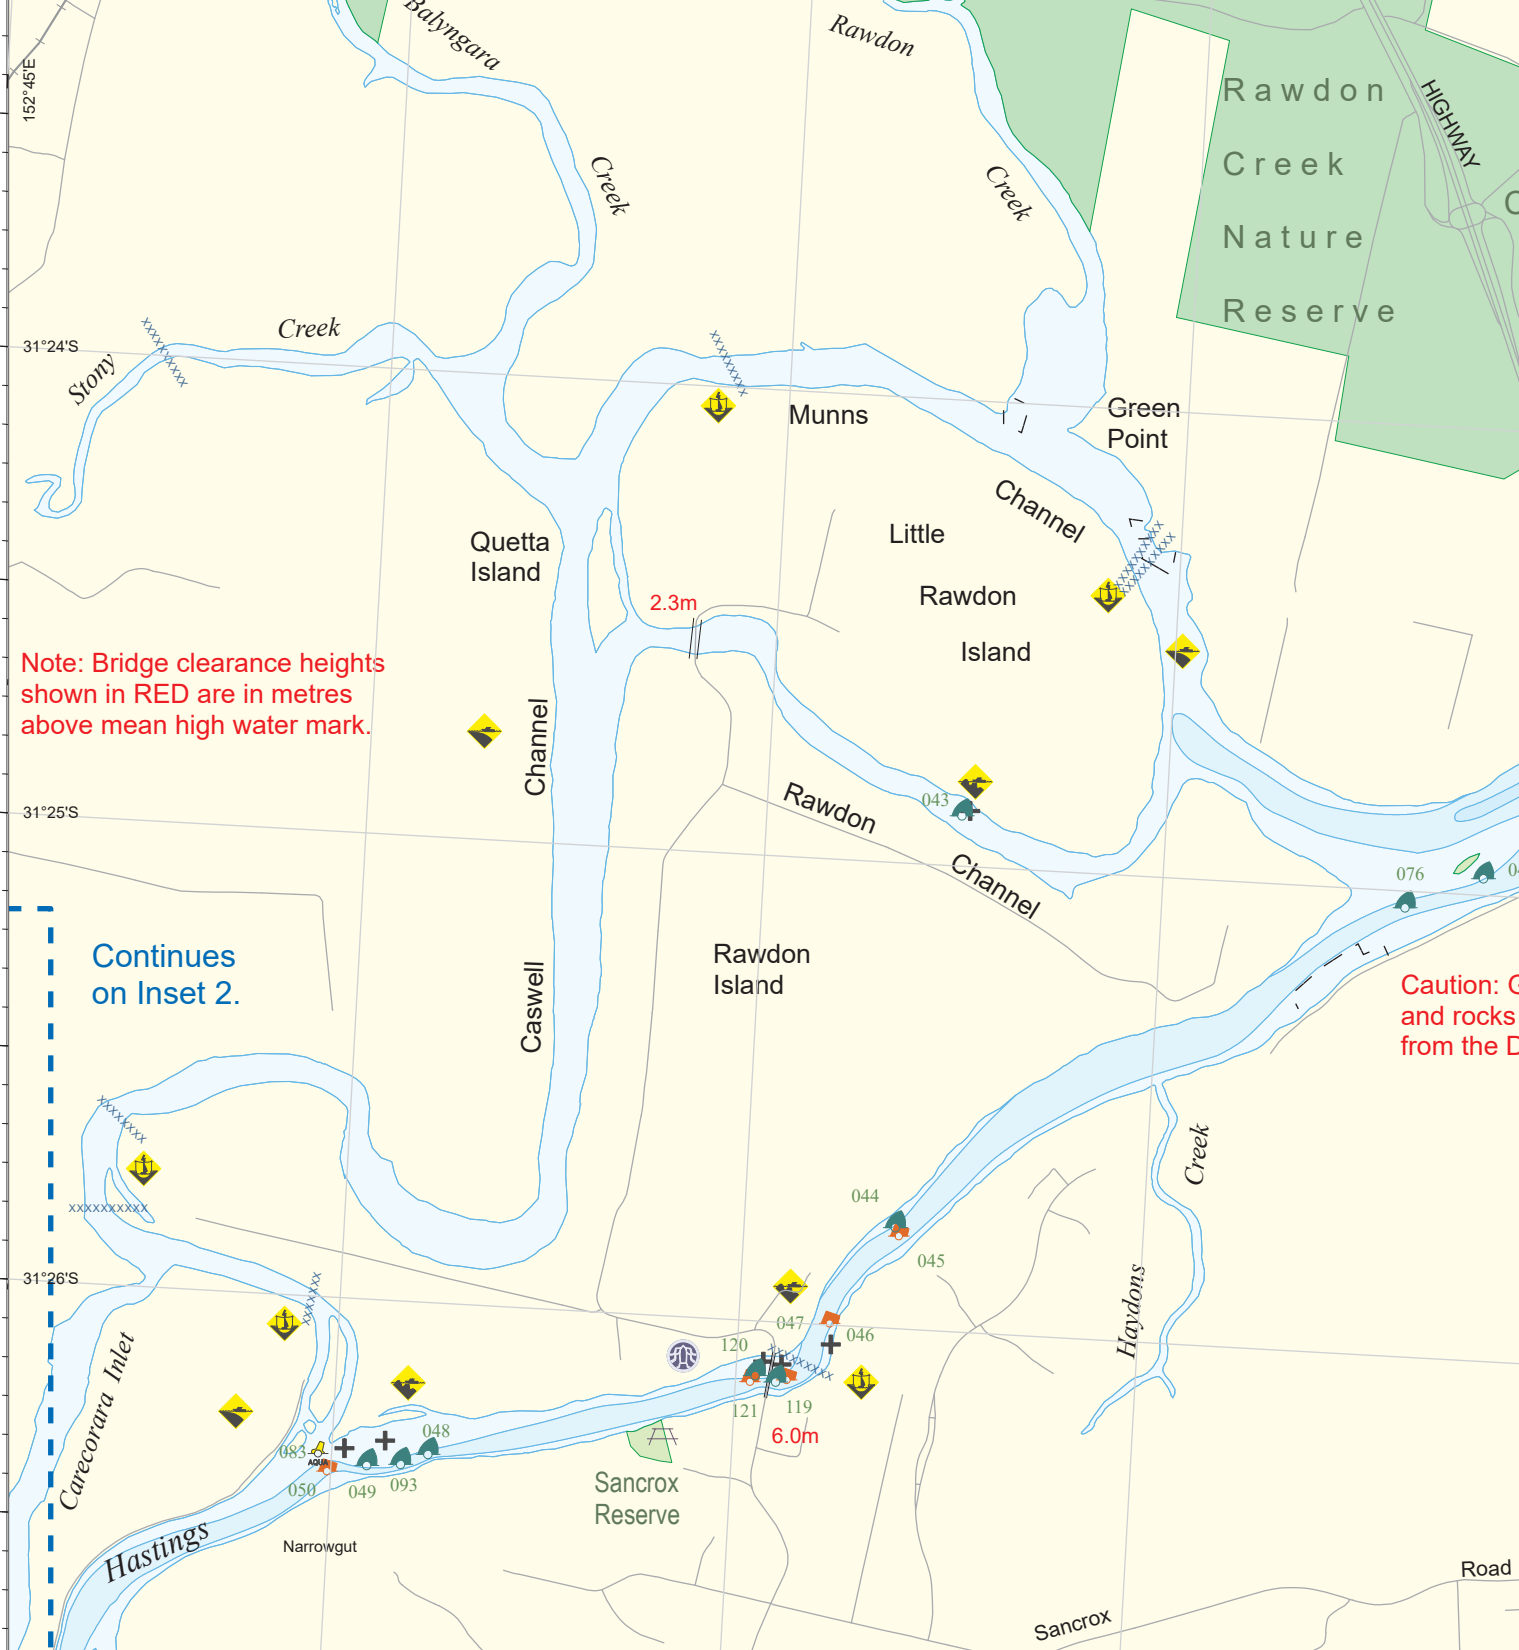 Balyngara
Rawdon
152°45'E
HIGHWAY
Rawdon
Creek
Nature
Reserve
Creek
Creek
Creek
31°24'S
Stony
Munns
Green
Point
Channel
Quetta
Island
Little
Rawdon
Island
2.3m
Note: Bridge clearance heights
shown in RED are in metres
above mean high water mark.
Channel
Rawdon
043
31°25'S
Channel
076
Continues
on Inset 2.
Rawdon
Island
Caswell
Caution: G
and rocks
from the D
Creek
044
045
31°26'S
Haydons
047
046
120
121
119
6.0m
Carecorara Inlet
048
083
AQUA
050
049
093
Sancrox
Reserve
Hastings
Narrowgut
Road
Sancrox